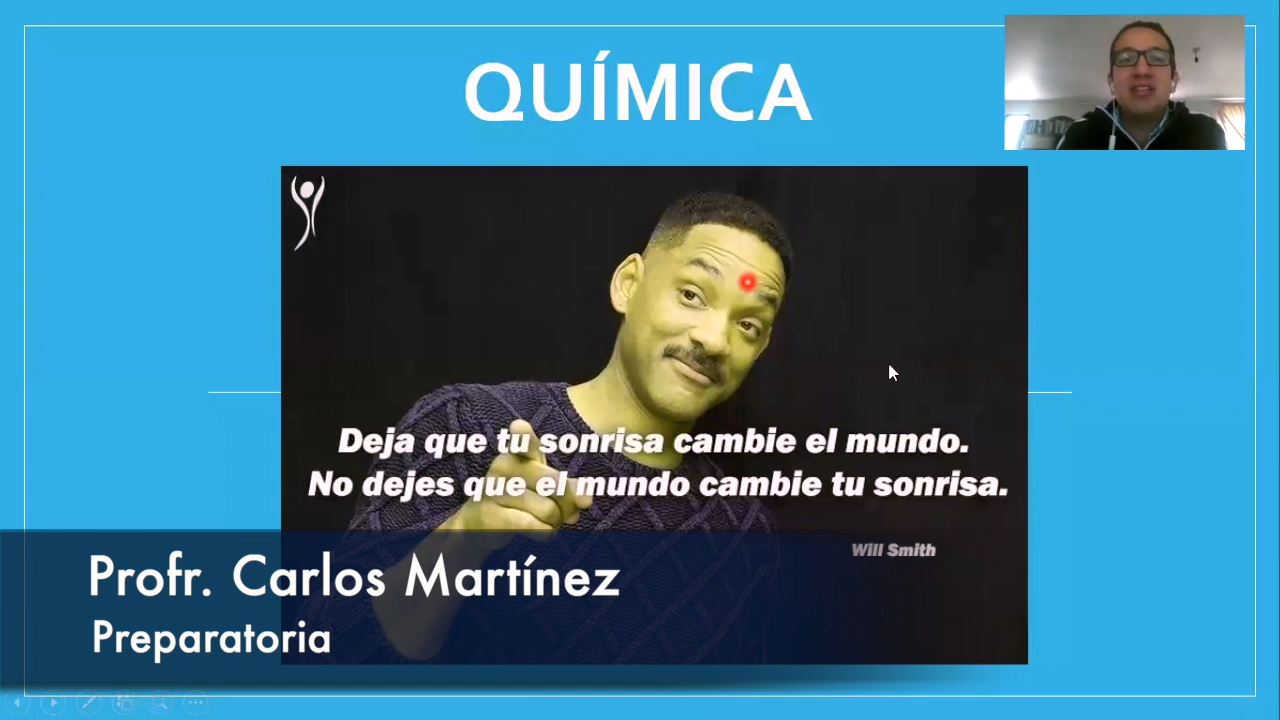 QUÍMICA
Deja que tu sonrisa cambie el mundo.
No dejes que el mundo cambie tu sonrisa.
Will Smith
Profr. Carlos Martínez
Preparatoria